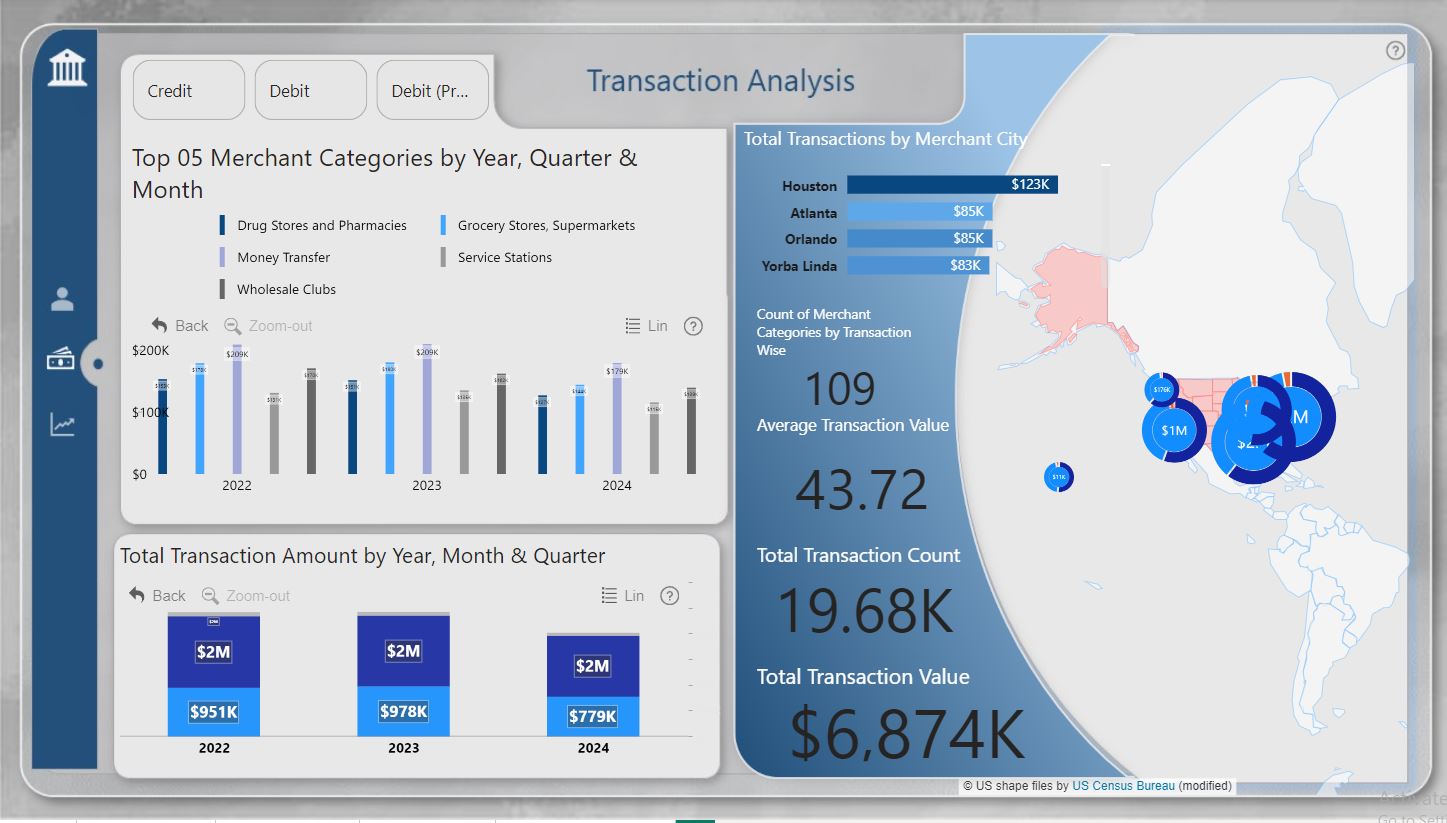 Transaction Analysis
Credit
Debit
Debit (Pr...
Top 05 Merchant Categories by Year, Quarter &
Month
Drug Stores and Pharmacies
Grocery Stores, Supermarkets
Money Transfer
Service Stations
Wholesale Clubs
Back
Zoom-out
Lin
?
$200K
$100K
$0
$209K
$209K
$179K
2022
2023
2024
Total Transaction Amount by Year, Month & Quarter
Back
Zoom-out
Lin
?
$2M
$2M
$2M
$951K
$978K
$779K
2022
2023
2024
Total Transactions by Merchant City
Houston
$123K
Atlanta
$85K
Orlando
$85K
Yorba Linda
$83K
Count of Merchant
Categories by Transaction
Wise
109
Average Transaction Value
43.72
Total Transaction Count
19.68K
Total Transaction Value
$6,874K
?
$176K
$1M
$11K
© US shape files by US Census Bureau (modified)